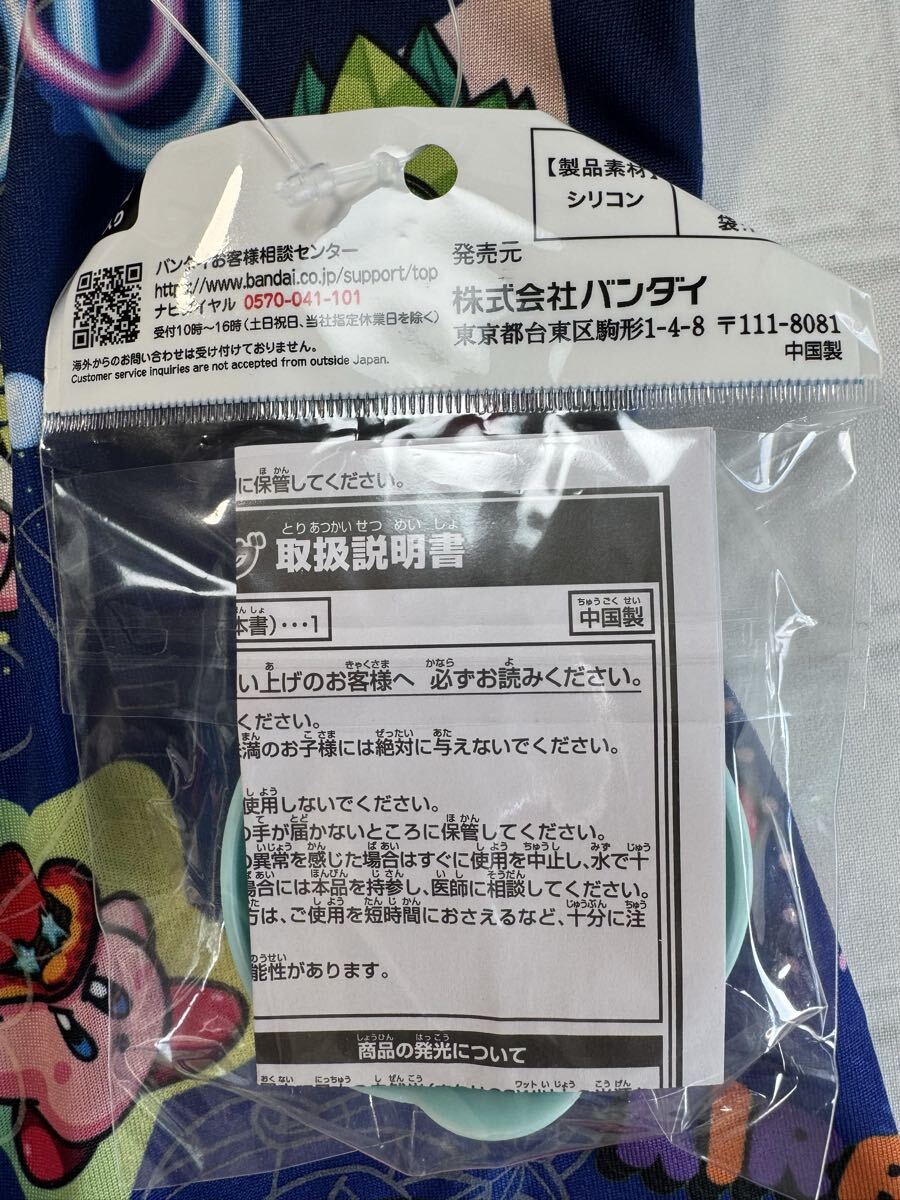 【製品素材】
シリコン
バンダイお客様相談センター
http://www.bandai.co.jp/support/top
ナビダイヤル 0570-041-101
受付10時～16時(土日祝日、当社指定休業日を除く)
海外からのお問い合わせは受け付けておりません。
Customer service inquiries are not accepted from outside Japan.
発売元
株式会社バンダイ
東京都台東区駒形1-4-8 〒111-8081
中国製
に保管してください。
グ 取扱説明書
本書)・・・1
中国製
い上げのお客様へ 必ずお読みください。
ください。
未満のお子様には絶対に与えないでください。
使用しないでください。
の手が届かないところに保管してください。
の異常を感じた場合はすぐに使用を中止し、水で十
場合には本品を持参し、医師に相談してください。
方は、ご使用を短時間におさえるなど、十分に注
能性があります。
商品の発光について